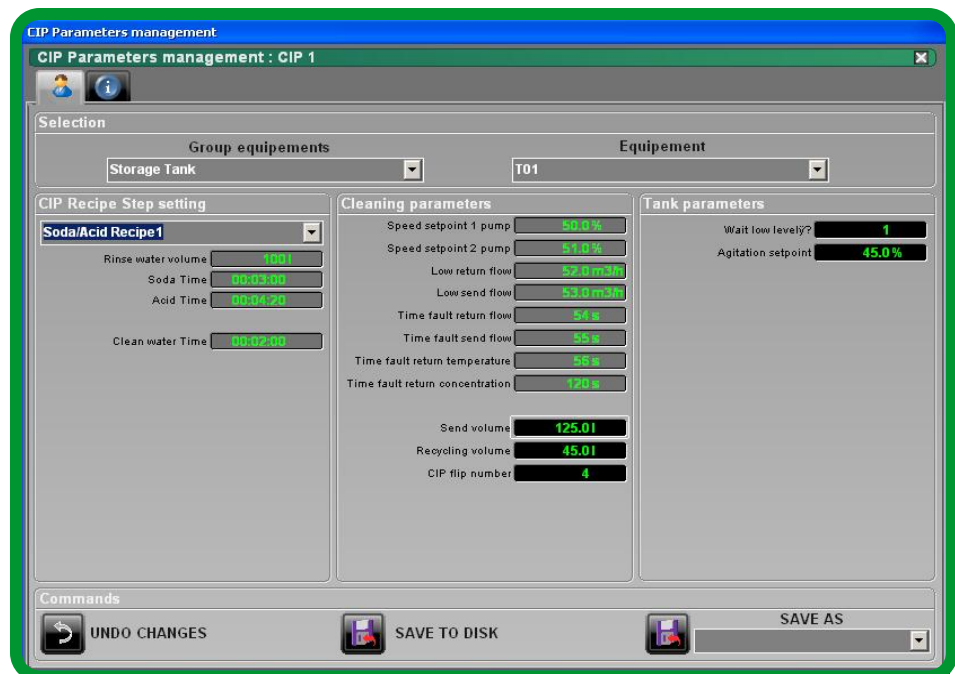 CIP Parameters management
CIP Parameters management : CIP 1
Selection
Group equipements
Equipement
Storage Tank
T01
CIP Recipe Step setting
Soda/Acid Recipe1
Rinse water volume 100 l
Soda Time 00:03:00
Acid Time 00:04:20
Clean water Time 00:02:00
Cleaning parameters
Speed setpoint 1 pump 50.0 %
Speed setpoint 2 pump 51.0 %
Low return flow 52.0 m3/h
Low send flow 53.0 m3/h
Time fault return flow 54 s
Time fault send flow 55 s
Time fault return temperature 56 s
Time fault return concentration 120 s
Send volume 125.0 l
Recycling volume 45.0 l
CIP flip number 4
Tank parameters
Wait low levelÿ? 1
Agitation setpoint 45.0 %
Commands
UNDO CHANGES
SAVE TO DISK
SAVE AS